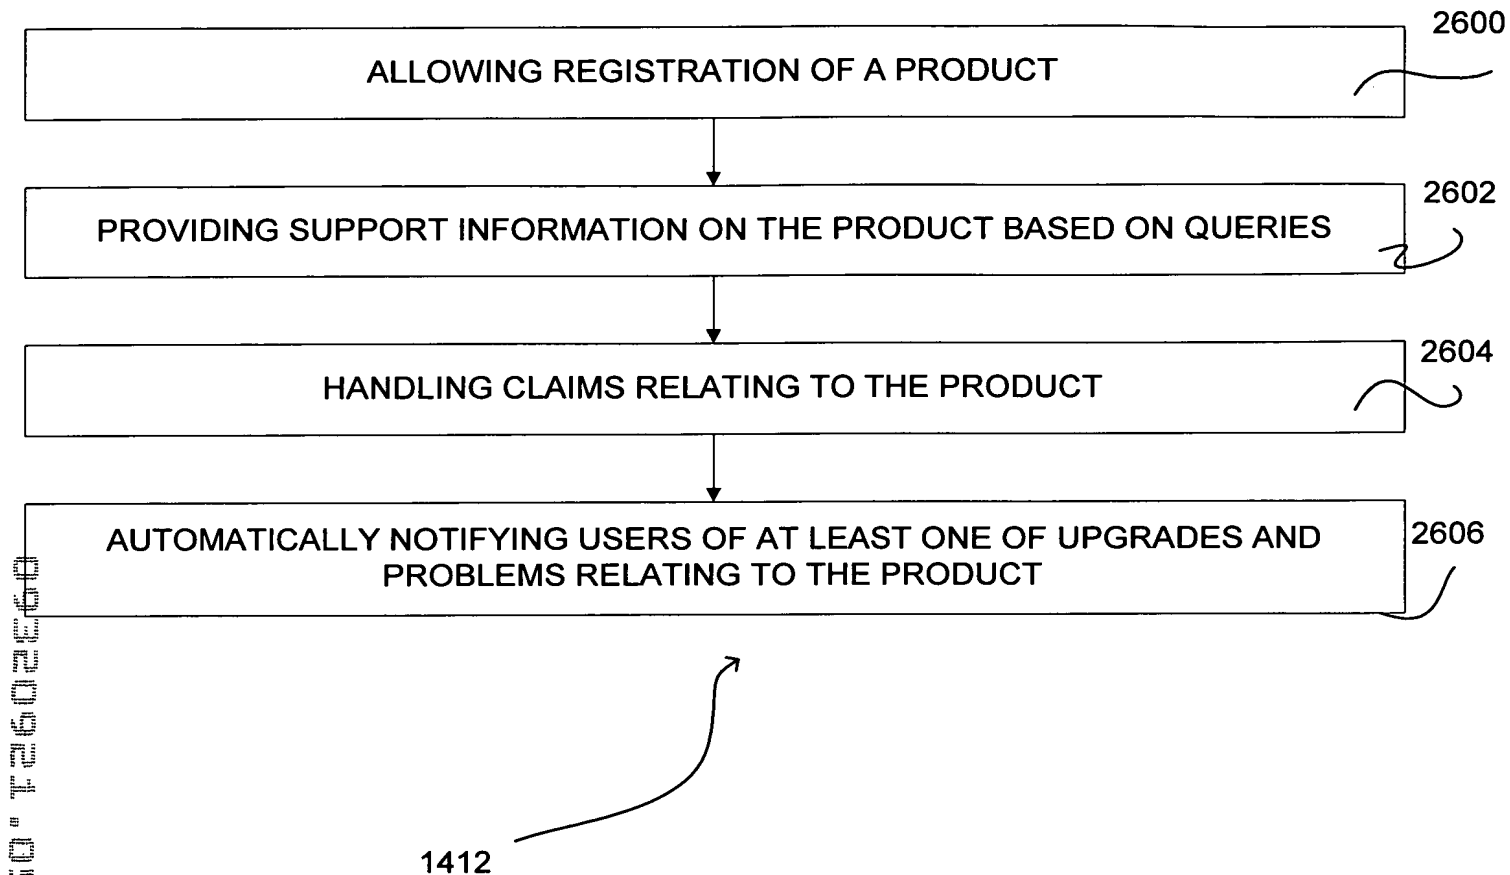 2600
ALLOWING REGISTRATION OF A PRODUCT
2602
PROVIDING SUPPORT INFORMATION ON THE PRODUCT BASED ON QUERIES
2604
HANDLING CLAIMS RELATING TO THE PRODUCT
2606
AUTOMATICALLY NOTIFYING USERS OF AT LEAST ONE OF UPGRADES AND
PROBLEMS RELATING TO THE PRODUCT
1412